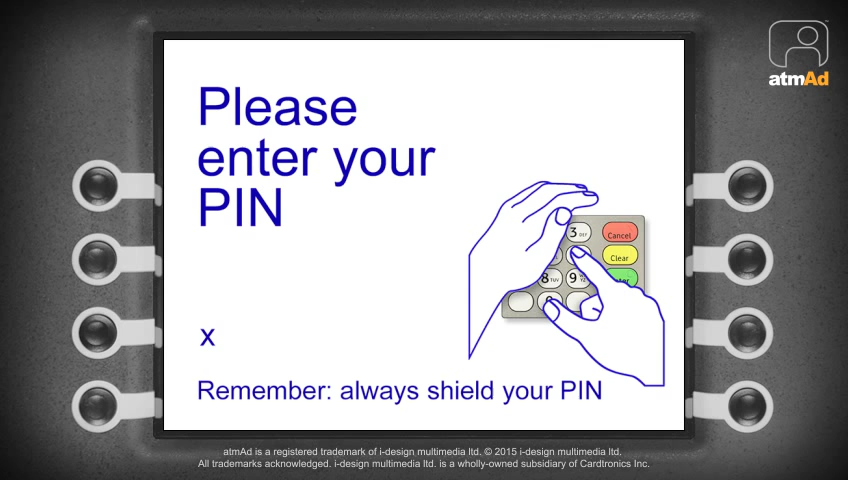 atmAd
Please
enter your
PIN
3 DEF
Cancel
Clear
8 TUV
9
x
Remember: always shield your PIN
atmAd is a registered trademark of i-design multimedia ltd. © 2015 i-design multimedia ltd.
All trademarks acknowledged. i-design multimedia ltd. is a wholly-owned subsidiary of Cardtronics Inc.